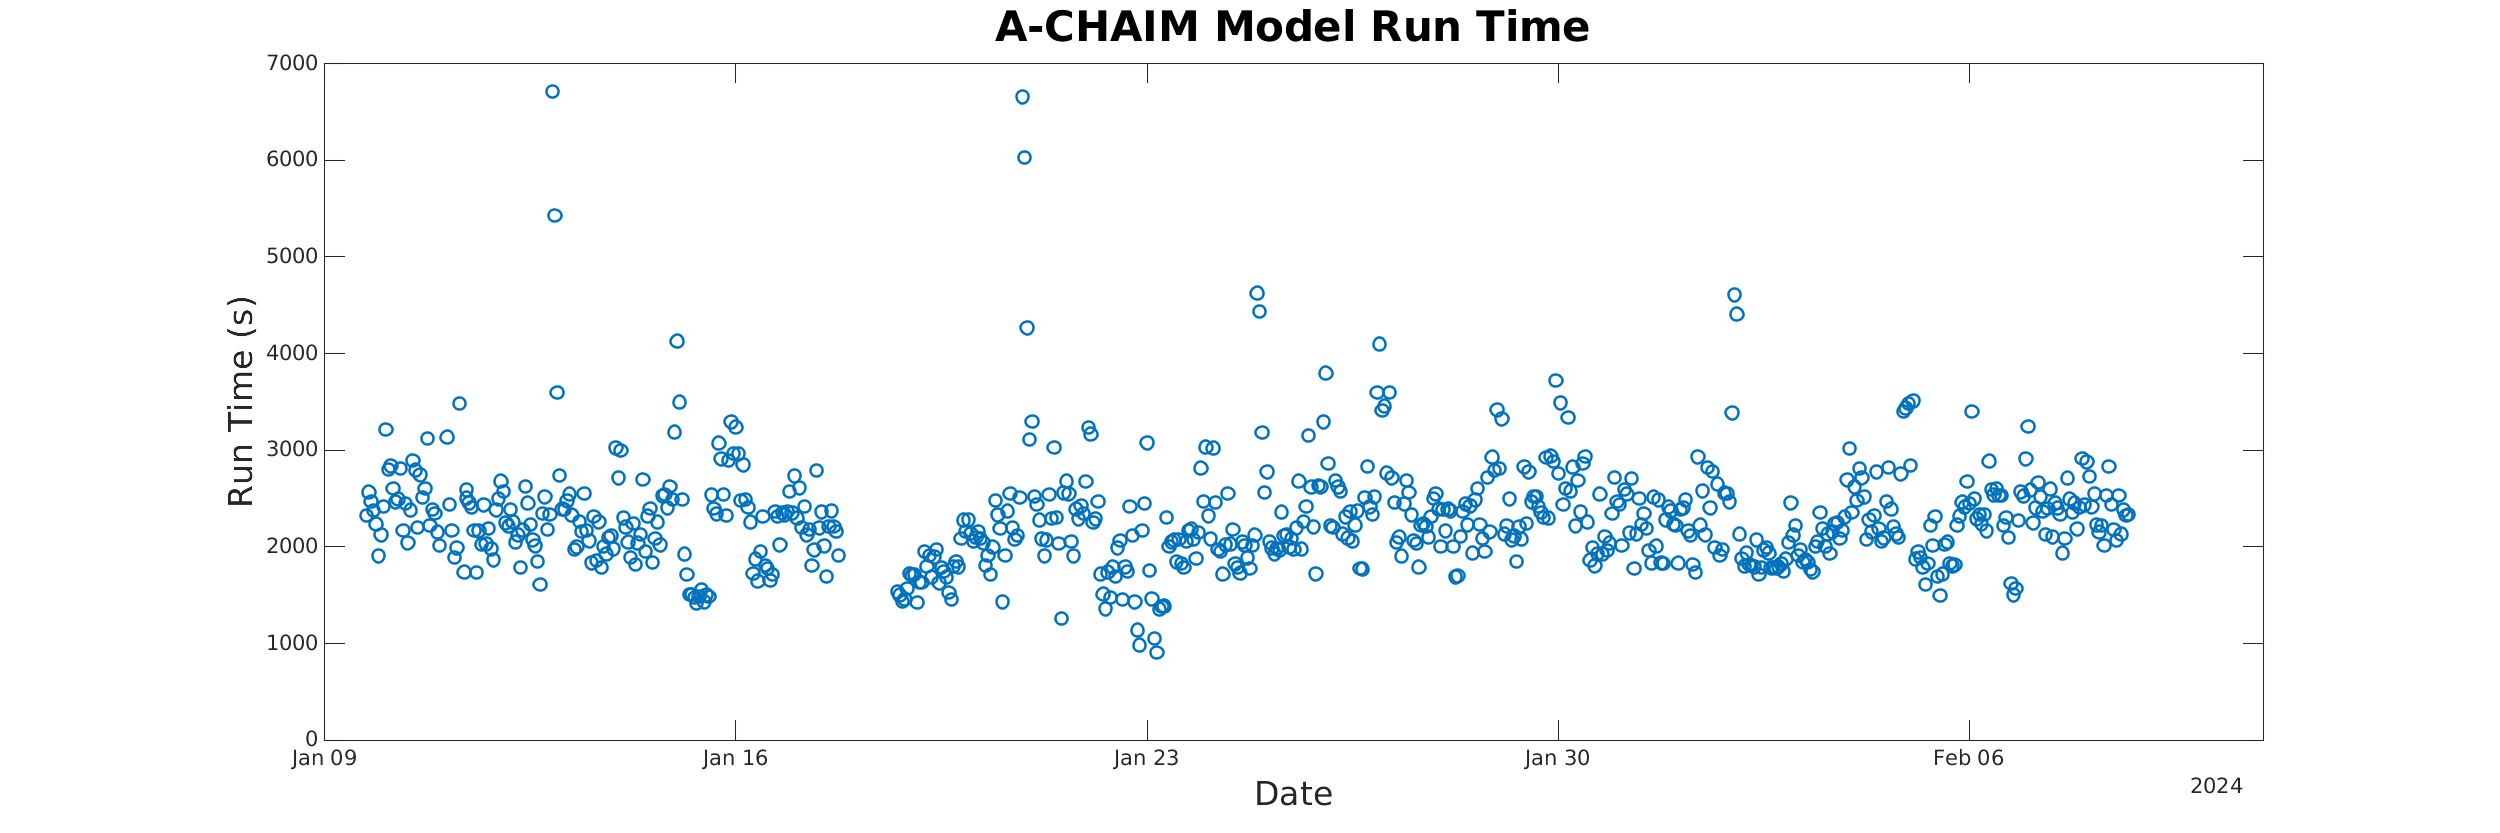 A-CHAIM Model Run Time
7000
6000
5000
4000
3000
2000
1000
0
Run Time (s)
Jan 09 Jan 16 Jan 23 Jan 30 Feb 06
2024
Date